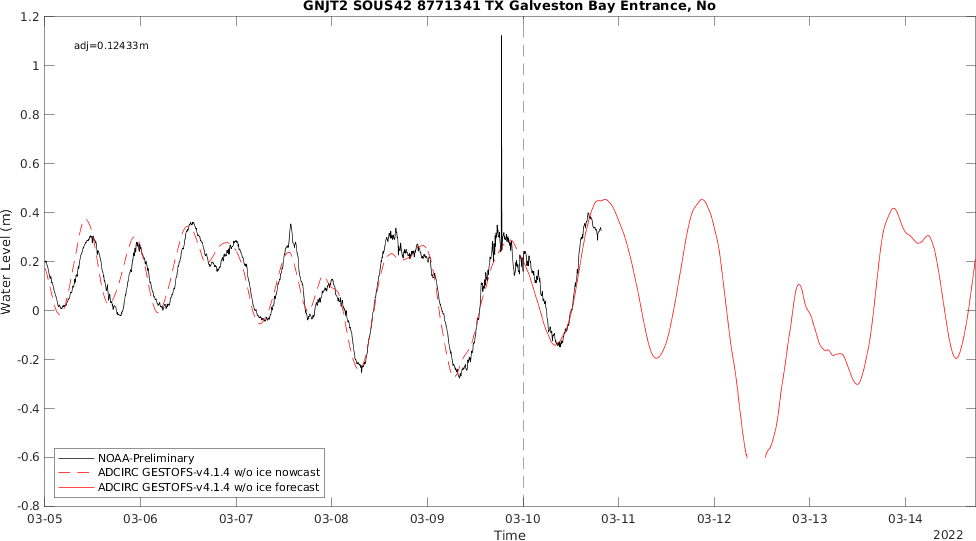 GNJT2 SOUS42 8771341 TX Galveston Bay Entrance, No
adj=0.12433m
Water Level (m)
1.2
1
0.8
0.6
0.4
0.2
0
-0.2
-0.4
-0.6
-0.8
NOAA-Preliminary
ADCIRC GESTOFS-v4.1.4 w/o ice nowcast
ADCIRC GESTOFS-v4.1.4 w/o ice forecast
03-05 03-06 03-07 03-08 03-09 03-10 03-11 03-12 03-13 03-14
Time
2022